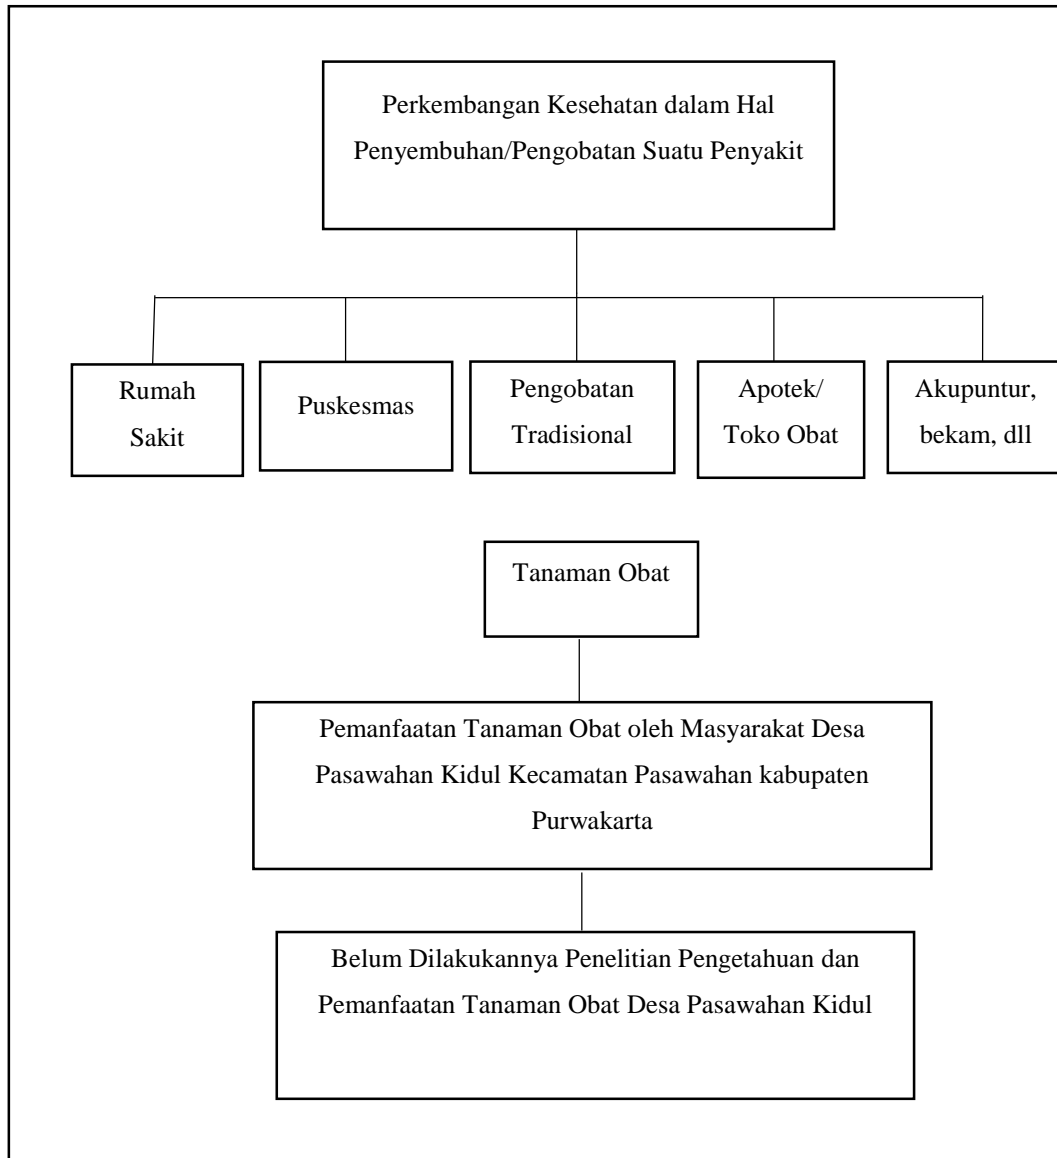 Perkembangan Kesehatan dalam Hal
Penyembuhan/Pengobatan Suatu Penyakit
Rumah
Sakit
Puskesmas
Pengobatan
Tradisional
Apotek/
Toko Obat
Akupuntur,
bekam, dll
Tanaman Obat
Pemanfaatan Tanaman Obat oleh Masyarakat Desa
Pasawahan Kidul Kecamatan Pasawahan kabupaten
Purwakarta
Belum Dilakukannya Penelitian Pengetahuan dan
Pemanfaatan Tanaman Obat Desa Pasawahan Kidul